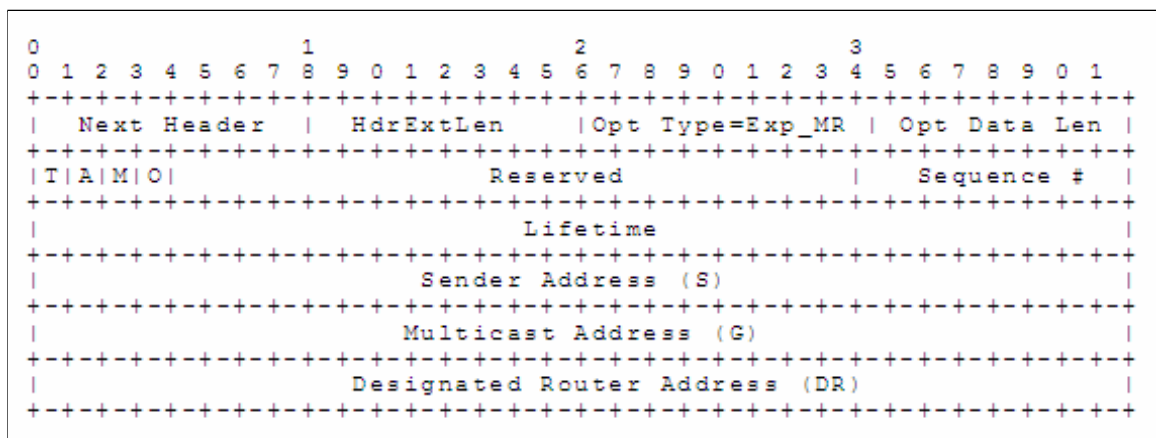 0                   1                   2                   3
0 1 2 3 4 5 6 7 8 9 0 1 2 3 4 5 6 7 8 9 0 1 2 3 4 5 6 7 8 9 0 1
+-+-+-+-+-+-+-+-+-+-+-+-+-+-+-+-+-+-+-+-+-+-+-+-+-+-+-+-+-+-+-+-+
|  Next Header  |  HdrExtLen    |Opt Type=Exp_MR | Opt Data Len |
+-+-+-+-+-+-+-+-+-+-+-+-+-+-+-+-+-+-+-+-+-+-+-+-+-+-+-+-+-+-+-+-+
|T|A|M|O|                  Reserved             |   Sequence #  |
+-+-+-+-+-+-+-+-+-+-+-+-+-+-+-+-+-+-+-+-+-+-+-+-+-+-+-+-+-+-+-+-+
|                            Lifetime                           |
+-+-+-+-+-+-+-+-+-+-+-+-+-+-+-+-+-+-+-+-+-+-+-+-+-+-+-+-+-+-+-+-+
|                      Sender Address (S)                       |
+-+-+-+-+-+-+-+-+-+-+-+-+-+-+-+-+-+-+-+-+-+-+-+-+-+-+-+-+-+-+-+-+
|                     Multicast Address (G)                     |
+-+-+-+-+-+-+-+-+-+-+-+-+-+-+-+-+-+-+-+-+-+-+-+-+-+-+-+-+-+-+-+-+
|                  Designated Router Address (DR)               |
+-+-+-+-+-+-+-+-+-+-+-+-+-+-+-+-+-+-+-+-+-+-+-+-+-+-+-+-+-+-+-+-+